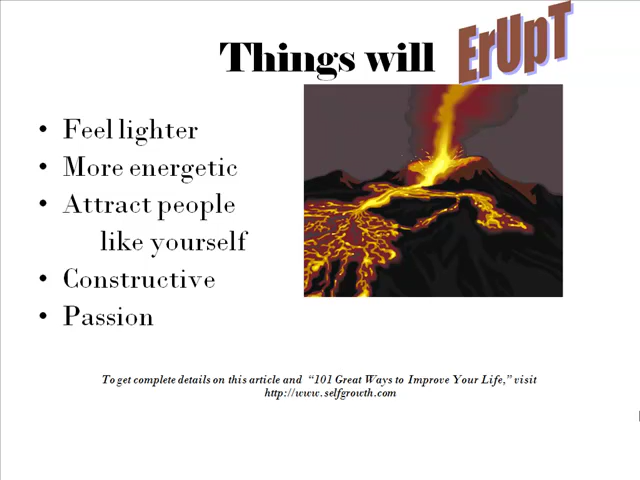 Things will ErUpT
• Feel lighter
• More energetic
• Attract people
like yourself
• Constructive
• Passion
To get complete details on this article and “101 Great Ways to Improve Your Life,” visit
http://www.selfgrowth.com